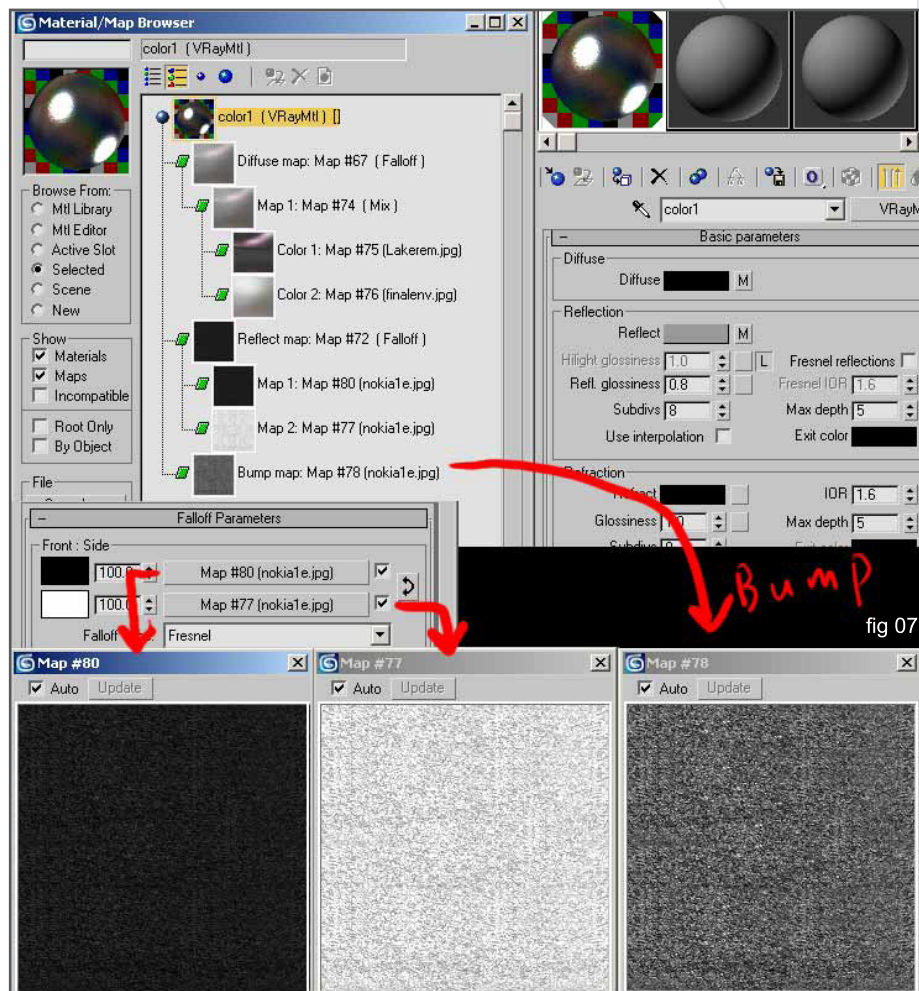 Material/Map Browser
color1 ( VRayMtl )
color1 ( VRayMtl ) []
Diffuse map: Map #67 ( Falloff )
Map 1: Map #74 ( Mix )
Color 1: Map #75 (Lakerem.jpg)
Color 2: Map #76 (finalenv.jpg)
Reflect map: Map #72 ( Falloff )
Map 1: Map #80 (nokia1e.jpg)
Map 2: Map #77 (nokia1e.jpg)
Bump map: Map #78 (nokia1e.jpg)
Browse From:
Mtl Library
Mtl Editor
Active Slot
Selected
Scene
New
Show
Materials
Maps
Incompatible
Root Only
By Object
File
color1
Basic parameters
Diffuse
Diffuse M
Reflection
Reflect M
Hilight glossiness 1.0 L Fresnel reflections
Refl. glossiness 0.8 Fresnel IOR 1.6
Subdivs 8 Max depth 5
Use interpolation Exit color
Refraction
Refract IOR 1.6
Glossiness 1.0 Max depth 5
Falloff Parameters
Front : Side
100.0 Map #80 (nokia1e.jpg)
100.0 Map #77 (nokia1e.jpg)
Falloff Fresnel
Bump
fig 07
Map #80
Auto Update
Map #77
Auto Update
Map #78
Auto Update